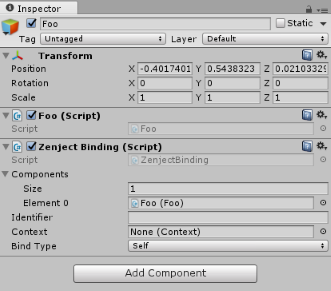 Inspector
Foo Static
Tag Untagged Layer Default
Transform
Position X -0.4017401 Y 0.5438323 Z 0.02103329
Rotation X 0 Y 0 Z 0
Scale X 1 Y 1 Z 1
Foo (Script)
Script Foo
Zenject Binding (Script)
Script ZenjectBinding
Components
Size 1
Element 0 Foo (Foo)
Identifier
Context None (Context)
Bind Type Self
Add Component